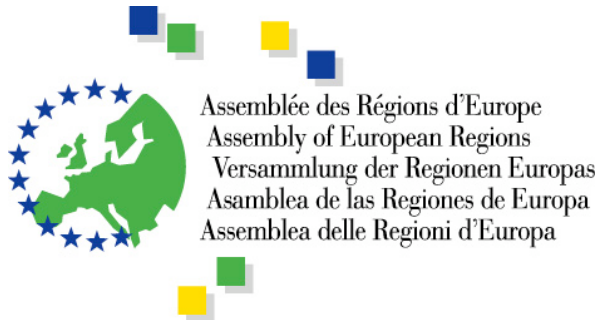 Assemblée des Régions d'Europe
Assembly of European Regions
Versammlung der Regionen Europas
Asamblea de las Regiones de Europa
Assemblea delle Regioni d'Europa